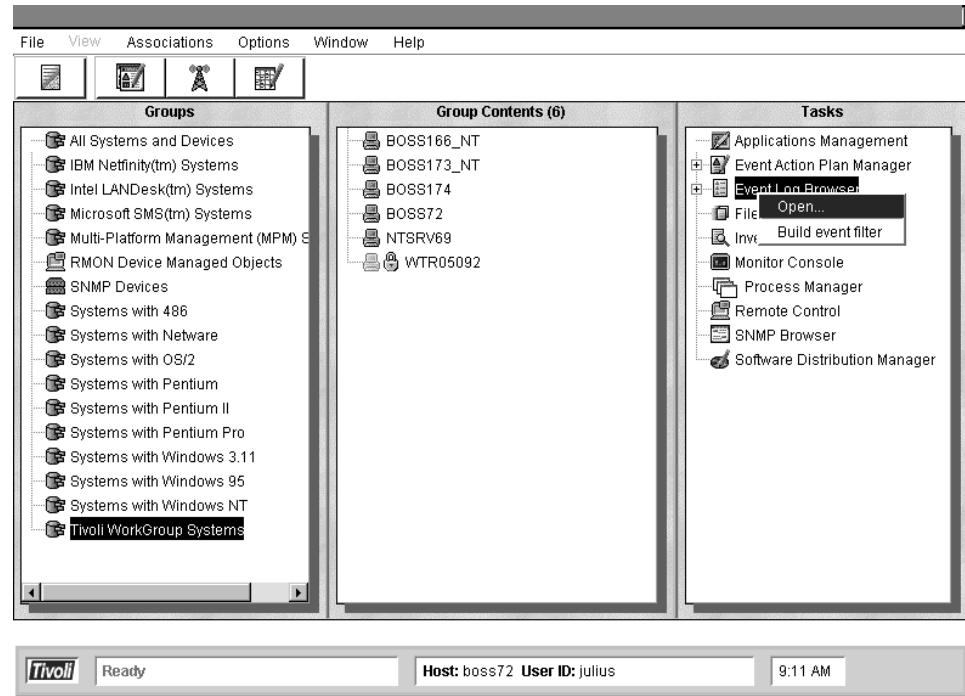 File View Associations Options Window Help
Groups
All Systems and Devices
IBM Netfinity(tm) Systems
Intel LANDesk(tm) Systems
Microsoft SMS(tm) Systems
Multi-Platform Management (MPM) S
RMON Device Managed Objects
SNMP Devices
Systems with 486
Systems with Netware
Systems with OS/2
Systems with Pentium
Systems with Pentium II
Systems with Pentium Pro
Systems with Windows 3.11
Systems with Windows 95
Systems with Windows NT
Tivoli WorkGroup Systems
Group Contents (6)
BOSS166_NT
BOSS173_NT
BOSS174
BOSS72
NTSRV69
WTR05092
Tasks
Applications Management
Event Action Plan Manager
Event Log Browser
File
Inve
Open...
Build event filter
Monitor Console
Process Manager
Remote Control
SNMP Browser
Software Distribution Manager
Tivoli Ready Host: boss72 User ID: julius 9:11 AM